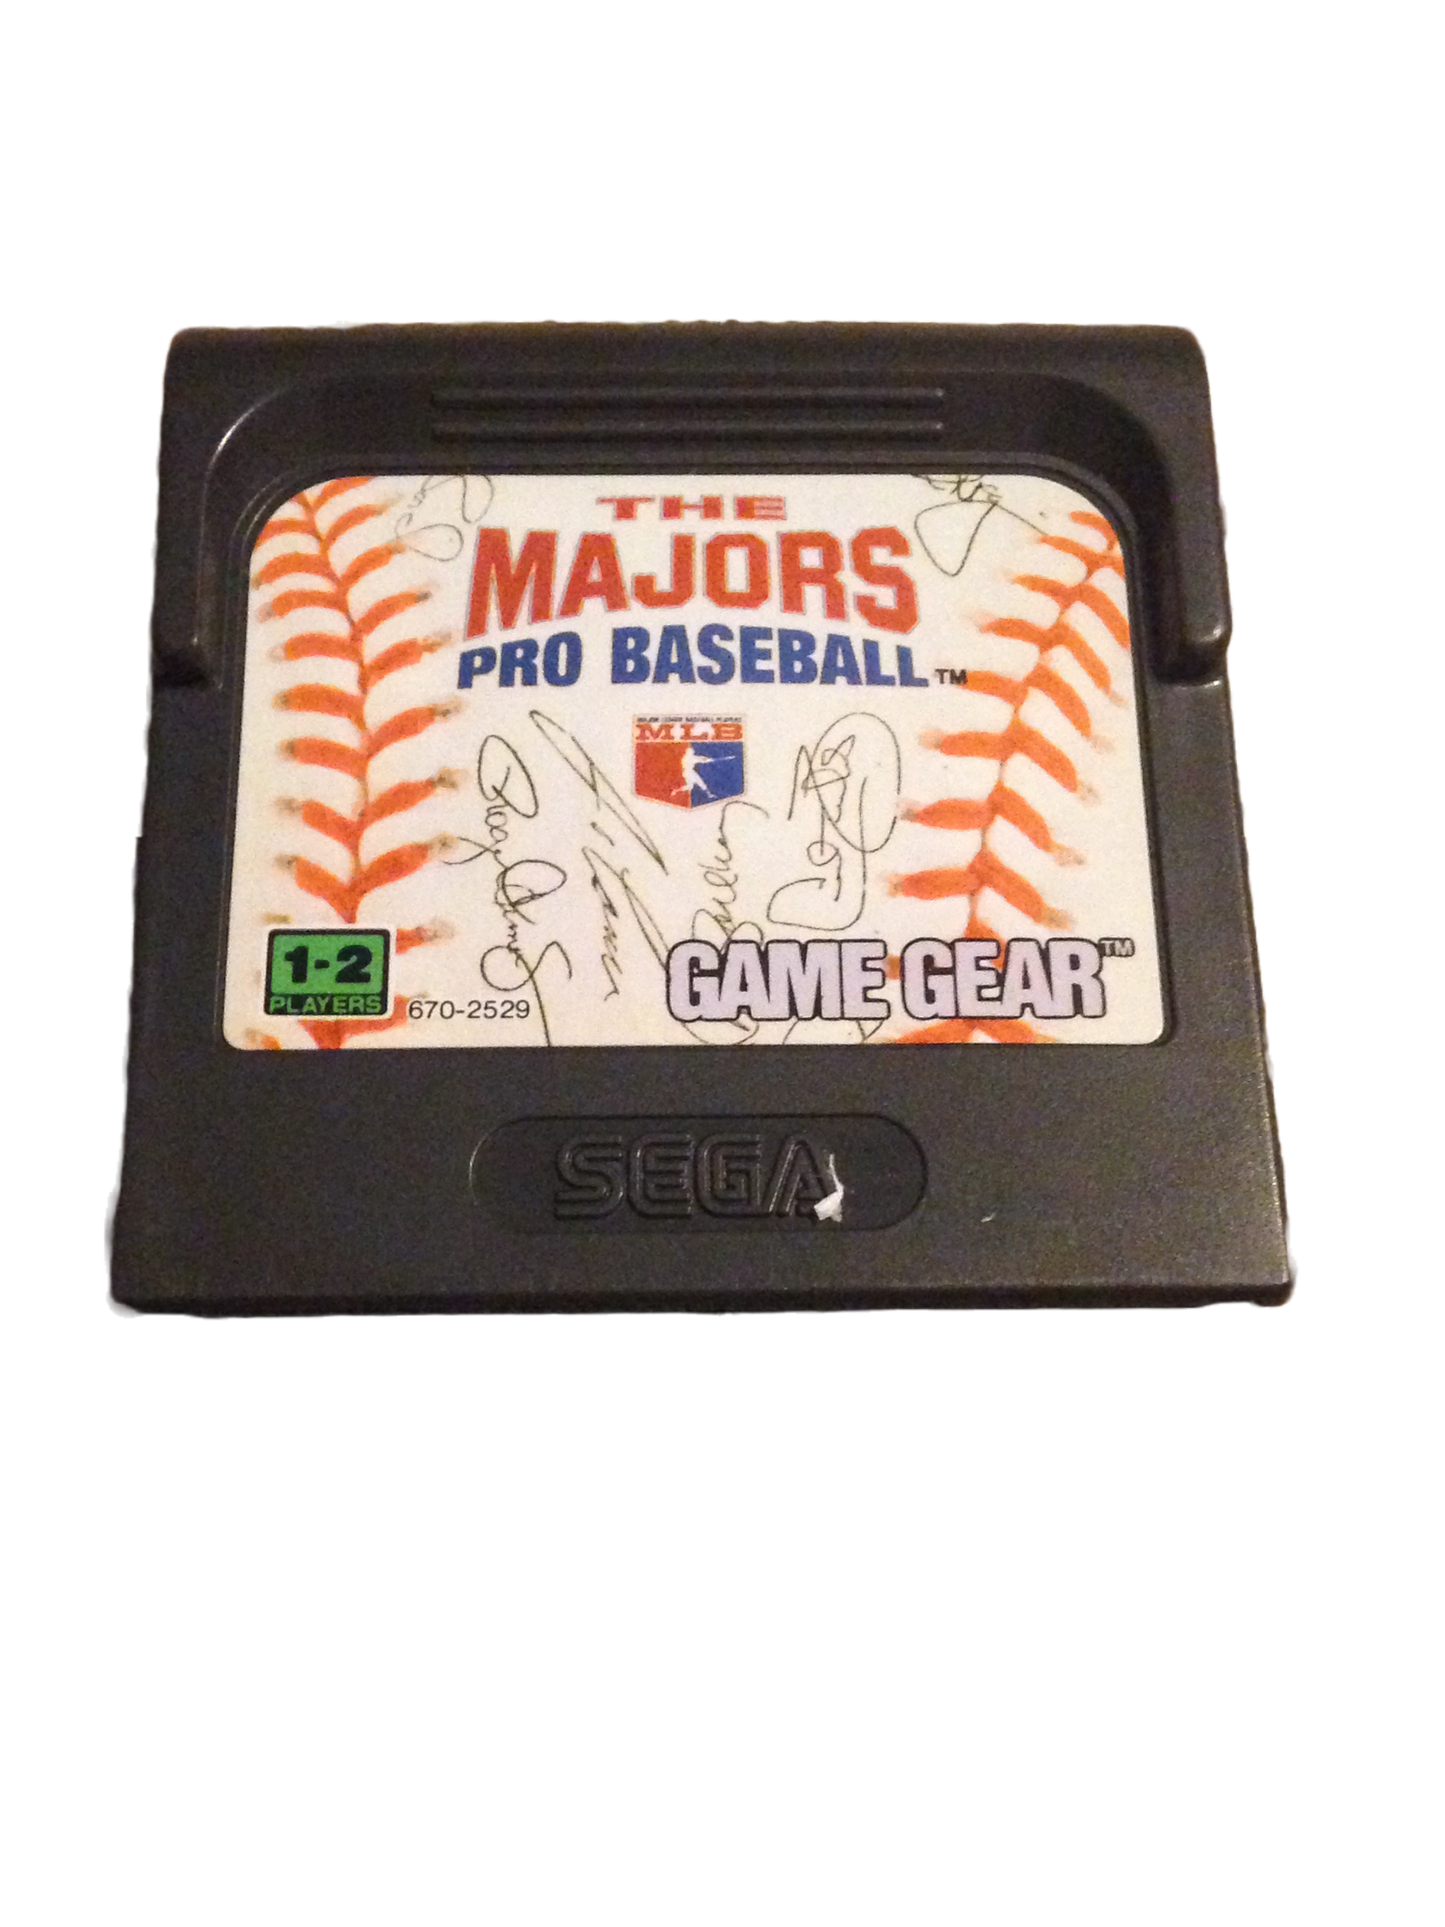 THE
MAJORS
PRO BASEBALL™
MLB
1-2
PLAYERS
670-2529
GAME GEAR™
SEGA